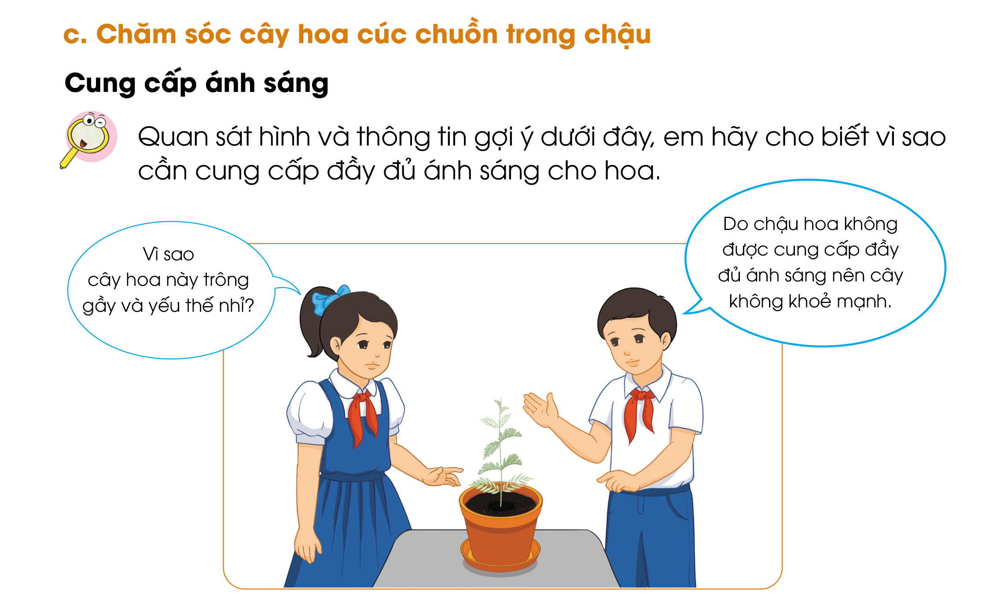 c. Chăm sóc cây hoa cúc chuồn trong chậu
Cung cấp ánh sáng
Quan sát hình và thông tin gợi ý dưới đây, em hãy cho biết vì sao
cần cung cấp đầy đủ ánh sáng cho hoa.
Vì sao
cây hoa này trông
gầy và yếu thế nhỉ?
Do chậu hoa không
được cung cấp đầy
đủ ánh sáng nên cây
không khoẻ mạnh.